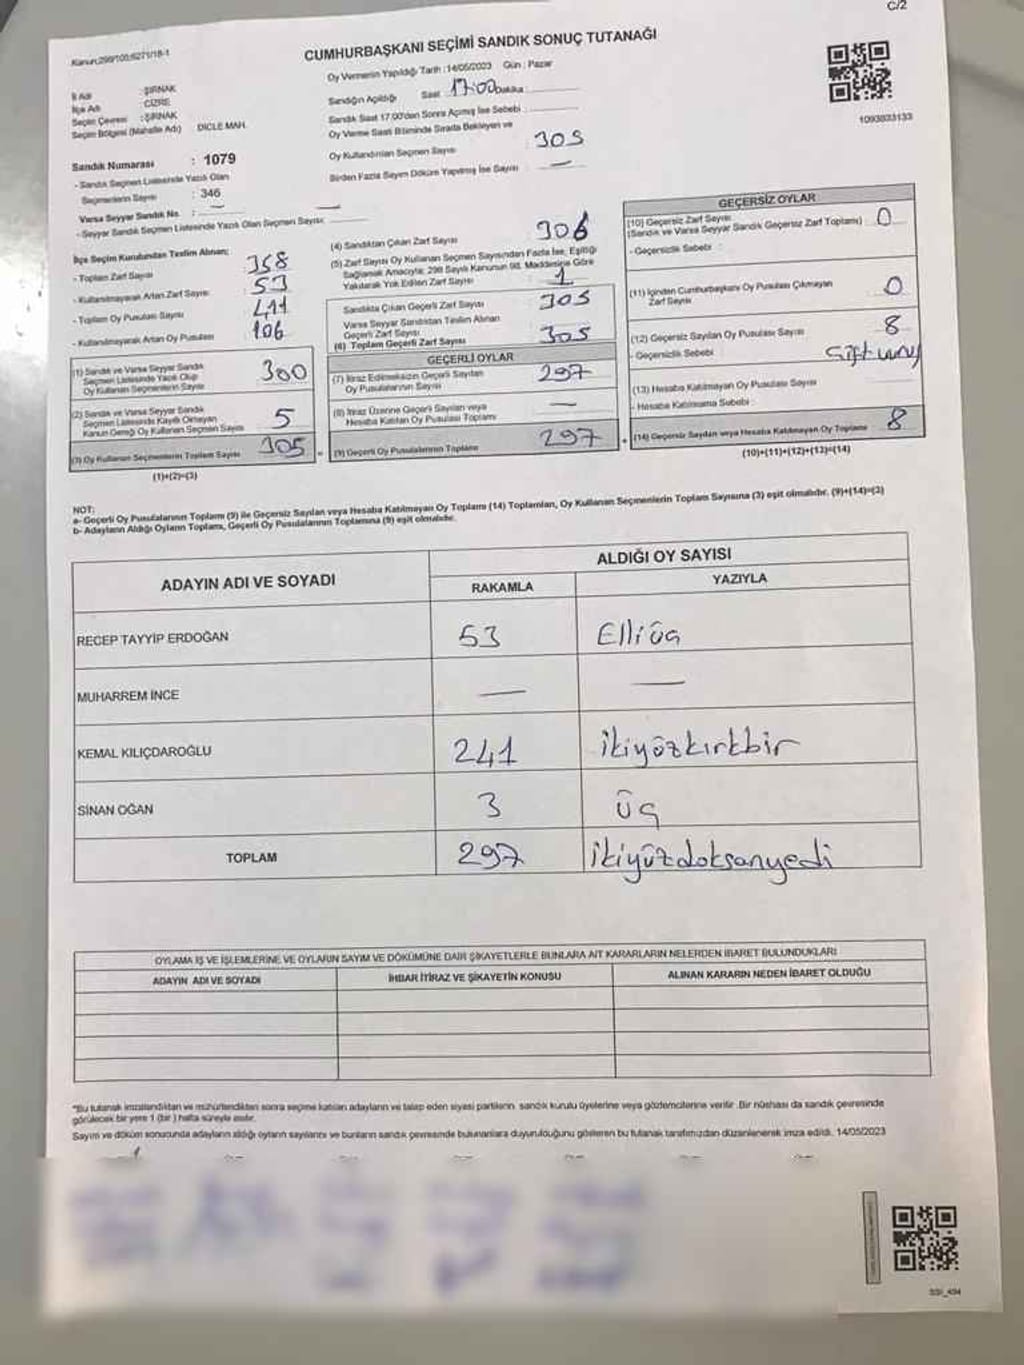 C/2
Kanun:298/103;6271/18-1
CUMHURBAŞKANI SEÇİMİ SANDIK SONUÇ TUTANAĞI
Oy Vermenin Yapıldığı Tarih :14/05/2023 Gün : Pazar
İl Adı : ŞIRNAK
İlçe Adı : CİZRE
Seçim Çevresi : ŞIRNAK
Seçim Bölgesi (Mahalle Adı) DİCLE MAH.
Sandığın Açıldığı Saat 17:00 Dakika
Sandık Saat 17.00'den Sonra Açılmış İse Sebebi :
Oy Verme Saati Bitiminde Sırada Bekleyen ve
Oy Kullandırılan Seçmen Sayısı : 305
Birden Fazla Sayım Döküm Yapılmış İse Sayısı : —
1093833133
Sandık Numarası : 1079
- Sandık Seçmen Listesinde Yazılı Olan
Seçmenlerin Sayısı : 346
Varsa Seyyar Sandık No. : —
- Seyyar Sandık Seçmen Listesinde Yazılı Olan Seçmen Sayısı: —
İlçe Seçim Kurulundan Teslim Alınan;
- Toplam Zarf Sayısı 358
- Kullanılmayarak Artan Zarf Sayısı: 53
- Toplam Oy Pusulası Sayısı : 411
- Kullanılmayarak Artan Oy Pusulası : 106
(1) Sandık ve Varsa Seyyar Sandık
Seçmen Listesinde Yazılı Olup
Oy Kullanan Seçmenlerin Sayısı 300
(2) Sandık ve Varsa Seyyar Sandık
Seçmen Listesinde Kayıtlı Olmayan
Kanun Gereği Oy Kullanan Seçmen Sayısı 5
(3) Oy Kullanan Seçmenlerin Toplam Sayısı 305
(1)+(2)=(3)
(4) Sandıktan Çıkan Zarf Sayısı 306
(5) Zarf Sayısı Oy Kullanan Seçmen Sayısından Fazla İse, Eşitliği
Sağlamak Amacıyla; 298 Sayılı Kanunun 98. Maddesine Göre
Yakılarak Yok Edilen Zarf Sayısı : 1
Sandıkta Çıkan Geçerli Zarf Sayısı 305
Varsa Seyyar Sandıktan Teslim Alınan
Geçerli Zarf Sayısı
(6) Toplam Geçerli Zarf Sayısı 305
GEÇERLİ OYLAR
(7) İtiraz Edilmeksizin Geçerli Sayılan
Oy Pusulalarının Sayısı 297
(8) İtiraz Üzerine Geçerli Sayılan veya
Hesaba Katılan Oy Pusulası Toplamı —
(9) Geçerli Oy Pusulalarının Toplamı 297
GEÇERSİZ OYLAR
(10) Geçersiz Zarf Sayısı
(Sandık ve Varsa Seyyar Sandık Geçersiz Zarf Toplamı) : 0
- Geçersizlik Sebebi :
(11) İçinden Cumhurbaşkanı Oy Pusulası Çıkmayan
Zarf Sayısı 0
(12) Geçersiz Sayılan Oy Pusulası Sayısı 8
- Geçersizlik Sebebi :
(13) Hesaba Katılmayan Oy Pusulası Sayısı
- Hesaba Katılmama Sebebi :
(14) Geçersiz Sayılan veya Hesaba Katılmayan Oy Toplamı 8
(10)+(11)+(12)+(13)=(14)
NOT:
a- Geçerli Oy Pusulalarının Toplamı (9) ile Geçersiz Sayılan veya Hesaba Katılmayan Oy Toplamı (14) Toplamları, Oy Kullanan Seçmenlerin Toplam Sayısına (3) eşit olmalıdır. (9)+(14)=(3)
b- Adayların Aldığı Oyların Toplamı, Geçerli Oy Pusulalarının Toplamına (9) eşit olmalıdır.
ADAYIN ADI VE SOYADI
ALDIĞI OY SAYISI
RAKAMLA YAZIYLA
RECEP TAYYİP ERDOĞAN 53 Elliüç
MUHARREM İNCE — —
KEMAL KILIÇDAROĞLU 241 ikiyüzkırkbir
SİNAN OĞAN 3 üç
TOPLAM 297 ikiyüzdoksanyedi
OYLAMA İŞ VE İŞLEMLERİNE VE OYLARIN SAYIM VE DÖKÜMÜNE DAİR ŞİKAYETLERLE BUNLARA AİT KARARLARIN NELERDEN İBARET BULUNDUKLARI
ADAYIN ADI VE SOYADI İHBAR İTİRAZ VE ŞİKAYETİN KONUSU ALINAN KARARIN NEDEN İBARET OLDUĞU
*Bu tutanak imzalandıktan ve mühürlendikten sonra seçime katılan adayların ve talep eden siyasi partilerin sandık kurulu üyelerine veya gözlemcilerine verilir .Bir nüshası da sandık çevresinde
görülecek bir yere 1 (bir ) hafta süreyle asılır.
Sayım ve döküm sonucunda adayların aldığı oyların sayılarını ve bunların sandık çevresinde bulunanlara duyurulduğunu gösteren bu tutanak tarafımızdan düzenlenerek imza edildi. 14/05/2023